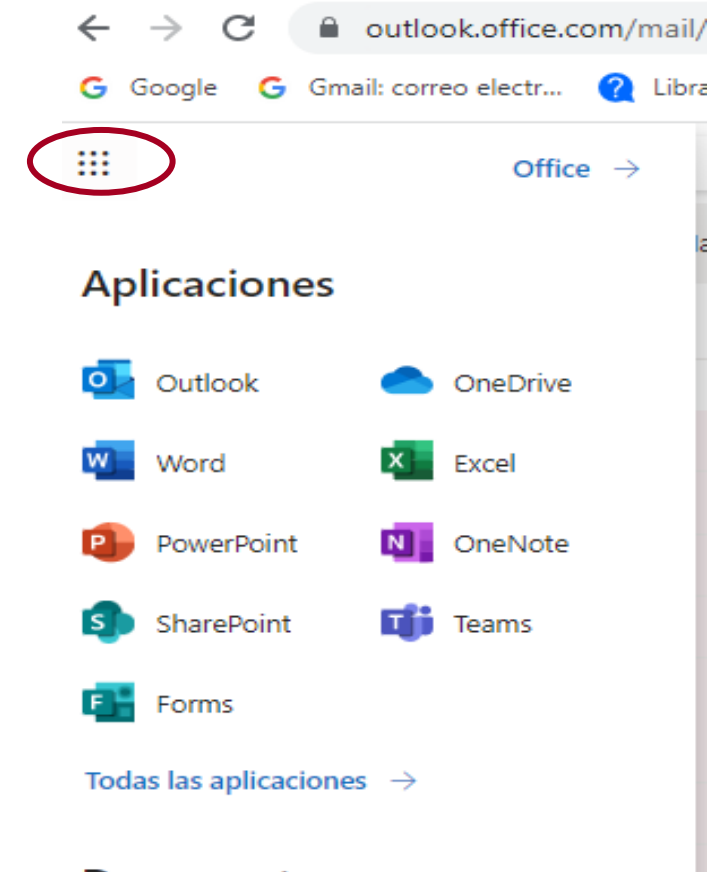 outlook.office.com/mail/
Google Gmail: correo electr... ? Libra
Office →
Aplicaciones
O Outlook OneDrive
W Word X Excel
P PowerPoint N OneNote
S SharePoint T Teams
F Forms
Todas las aplicaciones →